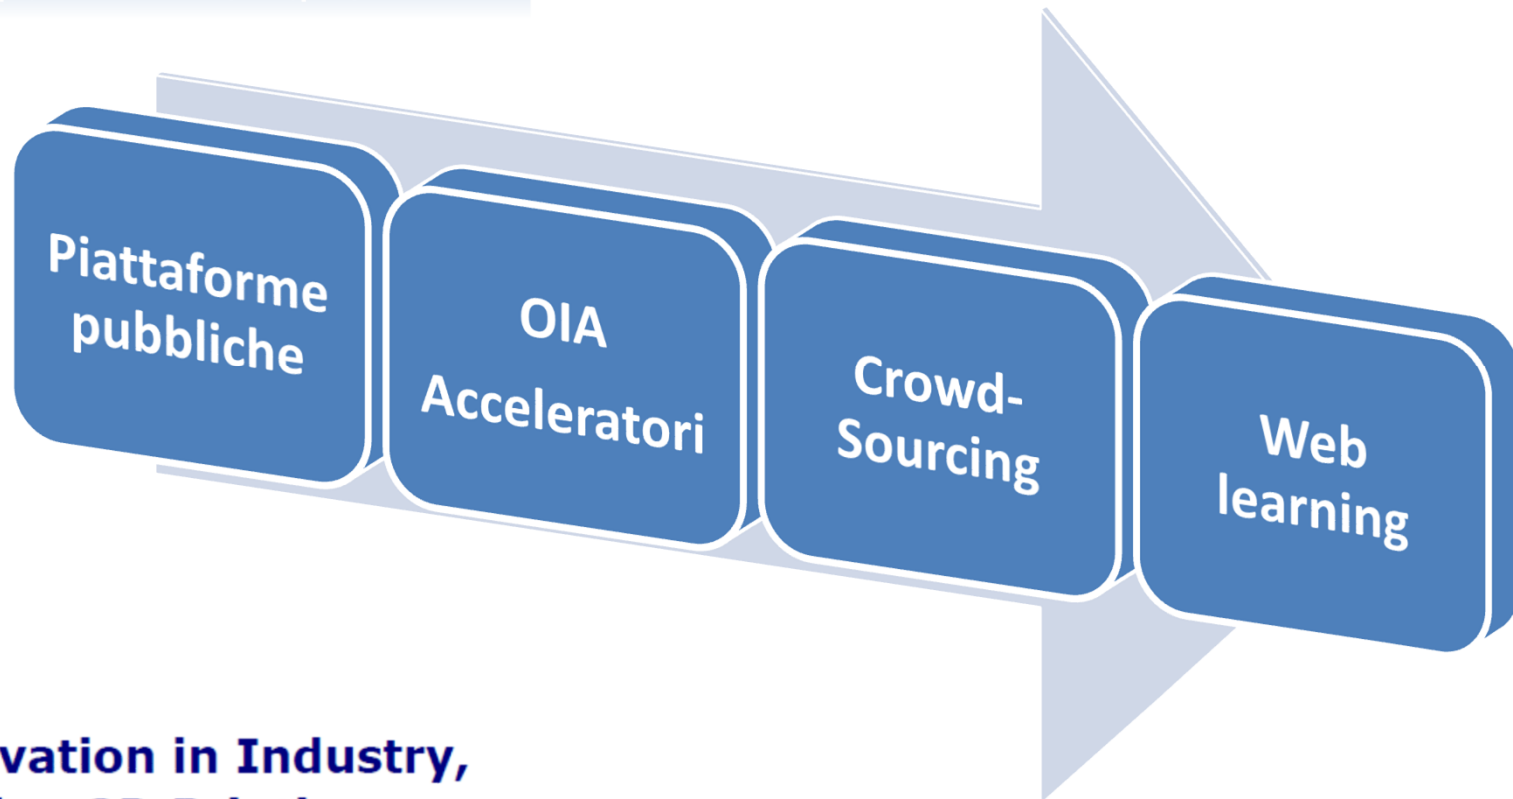 Piattaforme
pubbliche
OIA
Acceleratori
Crowd-
Sourcing
Web
learning
vation in Industry,